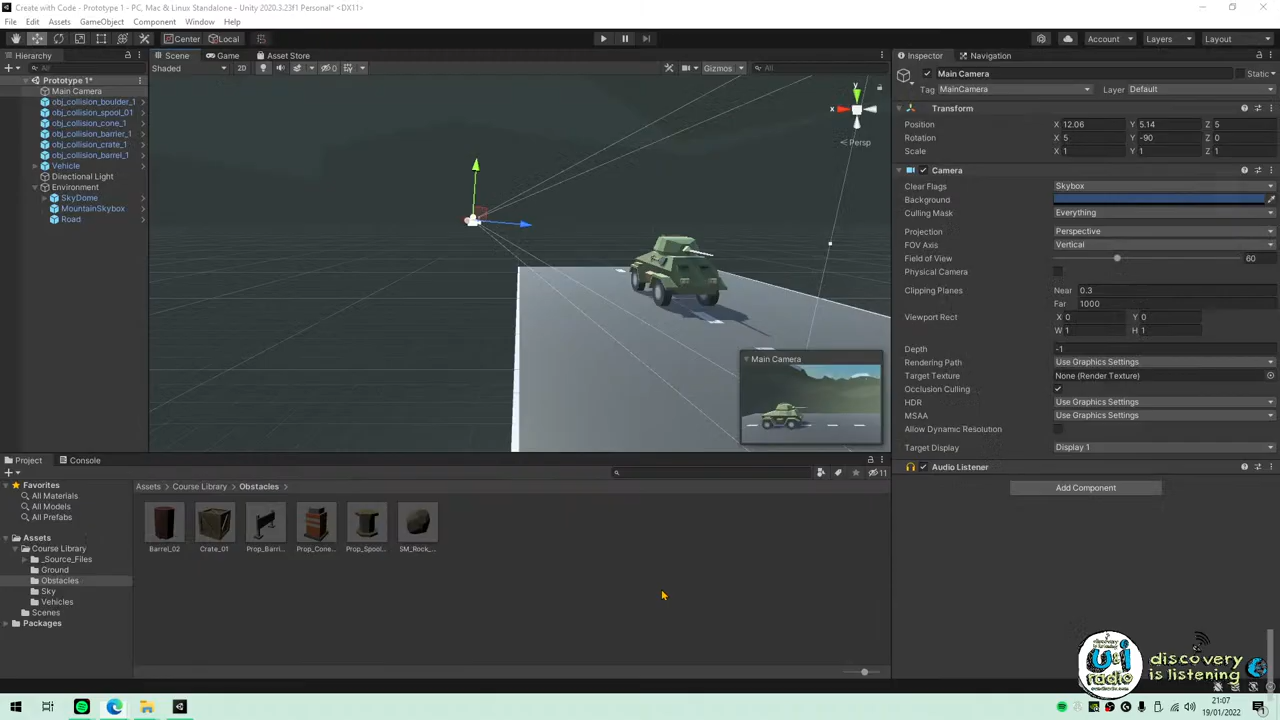 Create with Code - Prototype 1 - PC, Mac & Linux Standalone - Unity 2020.3.23f1 Personal* <DX11>
File Edit Assets GameObject Component Window Help
Center Local Account Layers Layout
Hierarchy Scene Game Asset Store Inspector Navigation
All Shaded 2D 0 Gizmos All
Prototype 1*
Main Camera
obj_collision_boulder_1
obj_collision_spool_01
obj_collision_cone_1
obj_collision_barrier_1
obj_collision_crate_1
obj_collision_barrel_1
Vehicle
Directional Light
Environment
SkyDome
MountainSkybox
Road
y
x z
< Persp
Main Camera
Main Camera Static
Tag MainCamera Layer Default
Transform
Position X 12.06 Y 5.14 Z 5
Rotation X 5 Y -90 Z 0
Scale X 1 Y 1 Z 1
Camera
Clear Flags Skybox
Background
Culling Mask Everything
Projection Perspective
FOV Axis Vertical
Field of View 60
Physical Camera
Clipping Planes Near 0.3
Far 1000
Viewport Rect X 0 Y 0
W 1 H 1
Depth -1
Rendering Path Use Graphics Settings
Target Texture None (Render Texture)
Occlusion Culling
HDR Use Graphics Settings
MSAA Use Graphics Settings
Allow Dynamic Resolution
Target Display Display 1
Audio Listener
Add Component
Project Console
11
Favorites
All Materials
All Models
All Prefabs
Assets
Course Library
_Source_Files
Ground
Obstacles
Sky
Vehicles
Scenes
Packages
Assets > Course Library > Obstacles >
Barrel_02 Crate_01 Prop_Barri... Prop_Cone... Prop_Spool... SM_Rock_...
U&i
radio
discovery
is listening
21:07
19/01/2022